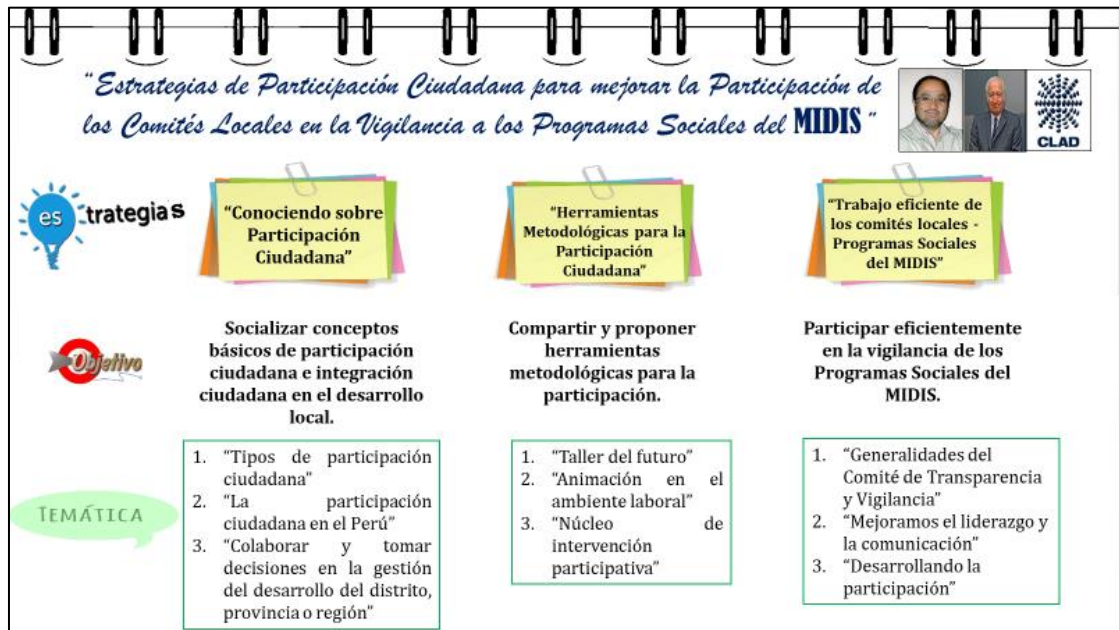 “Estrategias de Participación Ciudadana para mejorar la Participación de
los Comités Locales en la Vigilancia a los Programas Sociales del MIDIS “
CLAD
es trategias
“Conociendo sobre
Participación
Ciudadana”
“Herramientas
Metodológicas para la
Participación
Ciudadana”
“Trabajo eficiente de
los comités locales -
Programas Sociales
del MIDIS”
Objetivo
Socializar conceptos
básicos de participación
ciudadana e integración
ciudadana en el desarrollo
local.
Compartir y proponer
herramientas
metodológicas para la
participación.
Participar eficientemente
en la vigilancia de los
Programas Sociales del
MIDIS.
TEMÁTICA
1. “Tipos de participación
ciudadana”
2. “La participación
ciudadana en el Perú”
3. “Colaborar y tomar
decisiones en la gestión
del desarrollo del distrito,
provincia o región”
1. “Taller del futuro”
2. “Animación en el
ambiente laboral”
3. “Núcleo de
intervención
participativa”
1. “Generalidades del
Comité de Transparencia
y Vigilancia”
2. “Mejoramos el liderazgo y
la comunicación”
3. “Desarrollando la
participación”